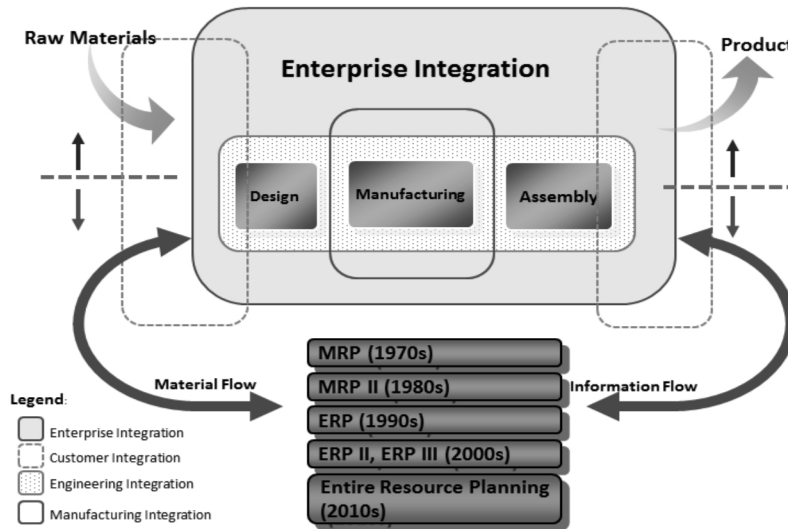 Raw Materials
Product
Enterprise Integration
Design
Manufacturing
Assembly
MRP (1970s)
Material Flow
MRP II (1980s)
Information Flow
ERP (1990s)
ERP II, ERP III (2000s)
Entire Resource Planning
(2010s)
Legend:
Enterprise Integration
Customer Integration
Engineering Integration
Manufacturing Integration